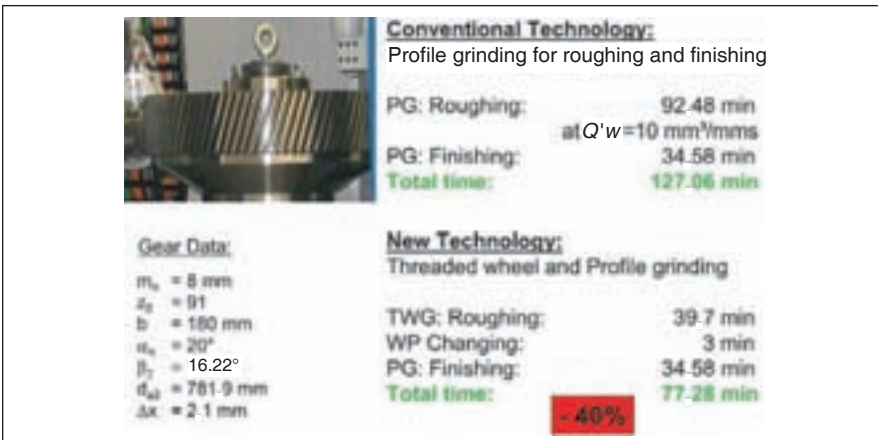 Conventional Technology:
Profile grinding for roughing and finishing
PG: Roughing: 92.48 min
at Q'w=10 mm³/mms
PG: Finishing: 34.58 min
Total time: 127.06 min
Gear Data:
mₙ = 8 mm
z₂ = 91
b = 180 mm
αₙ = 20°
β₂ = 16.22°
dₐ₂ = 781.9 mm
Δx = 2.1 mm
New Technology:
Threaded wheel and Profile grinding
TWG: Roughing: 39.7 min
WP Changing: 3 min
PG: Finishing: 34.58 min
Total time: 77.28 min
- 40%